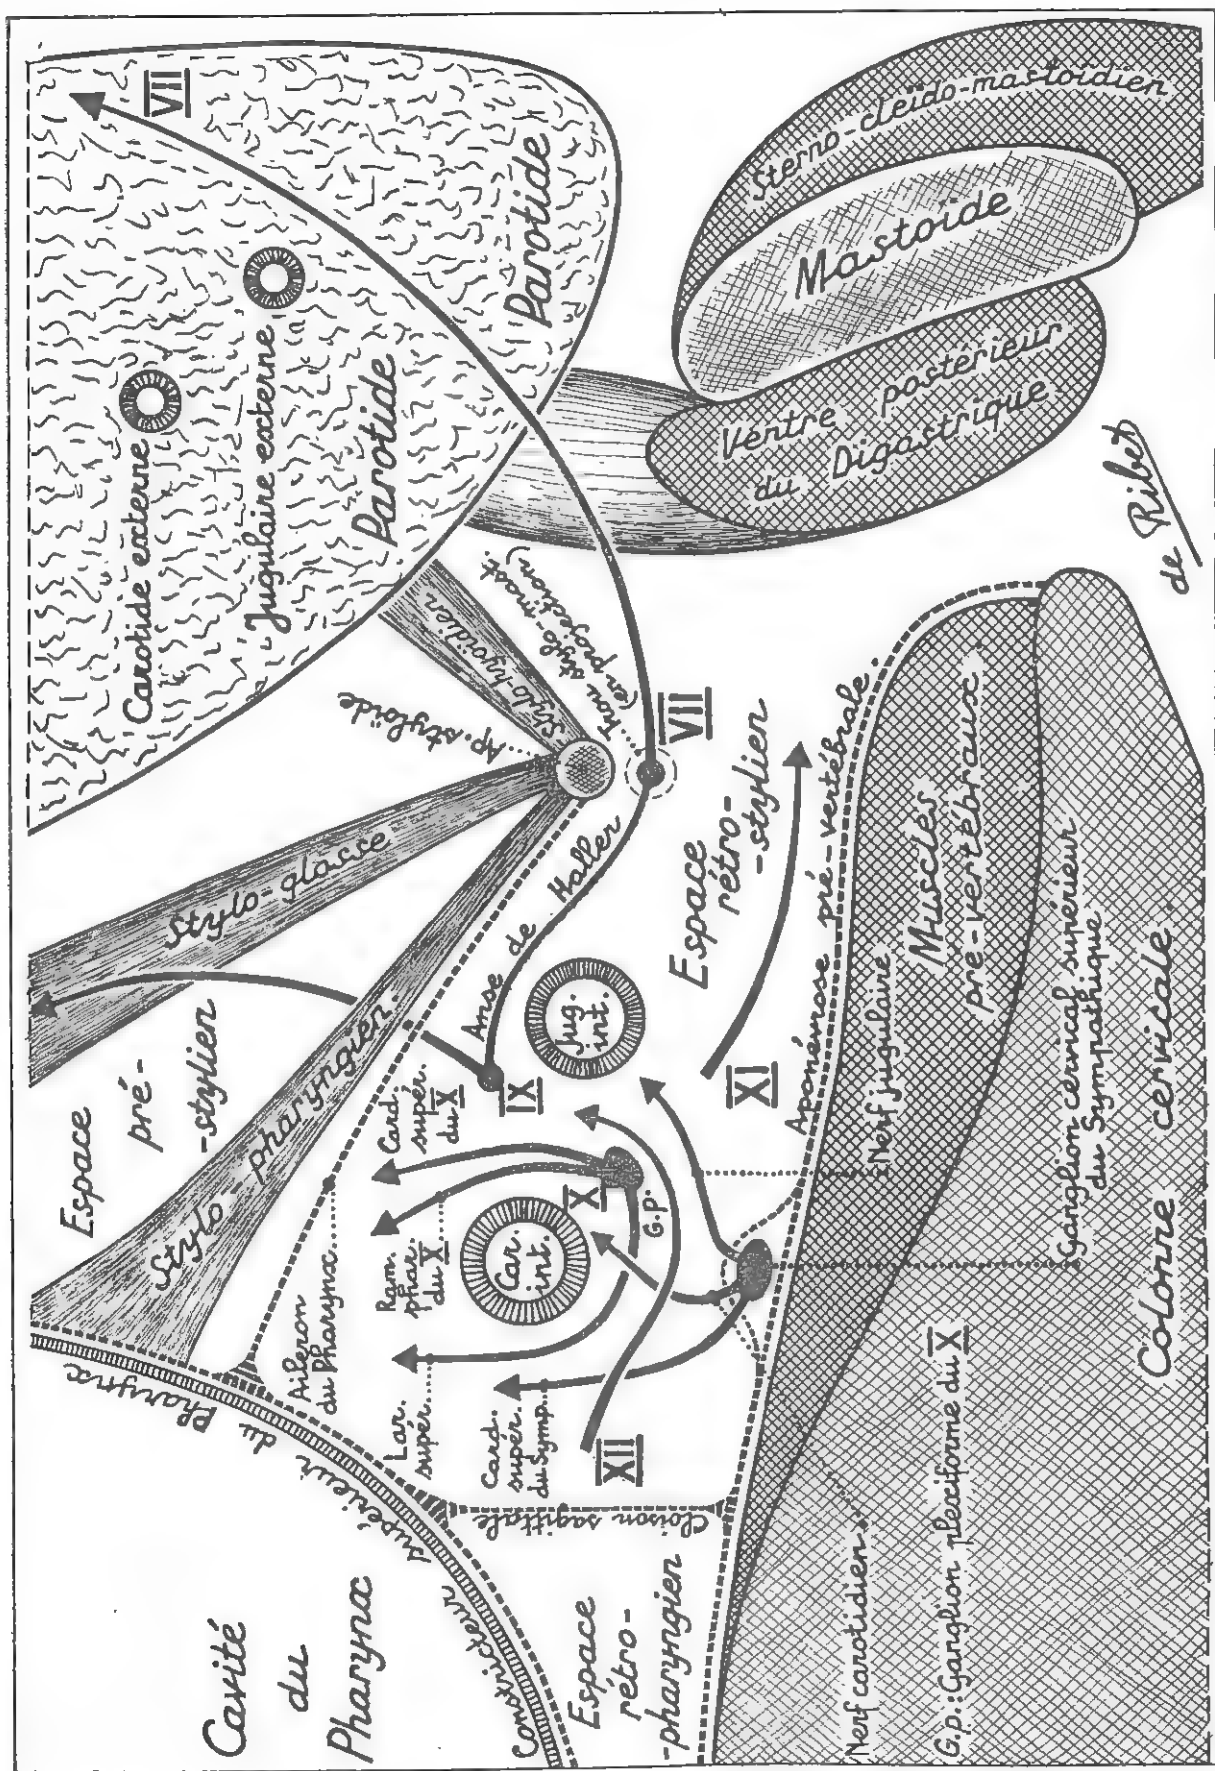 Cavité
du
Pharynx
Constricteur supérieur du Pharynx
Espace
rétro-
-pharyngien
Cloison sagittale
Espace
pré-
-stylien
Stylo-pharyngien.
Stylo-glosse
Aileron
du Pharynx
Lar.
supér.
Card.
super.
du Symp.
XII
Ram.
phar.
du X
Card.
supér.
du X
Car.
int.
X
G.P.
IX
Anse de Haller
Jug.
int.
XI
Espace
rétro-
-stylien
VII
Ap. styloïde
Stylo-hyoïdien
Trou stylo-mast.
(en projection)
Carotide externe
Jugulaire externe
Parotide
Parotide
VII
Sterno-cleïdo-mastoïdien
Mastoïde
Ventre postérieur
du Digastrique
Aponévrose pré-vertébrale.
Nerf jugulaire
Muscles
pré-vertébraux.
Ganglion cervical supérieur
du Sympathique
Nerf carotidien
G.p.: Ganglion plexiforme du X
Colonne cervicale.
de Ribet